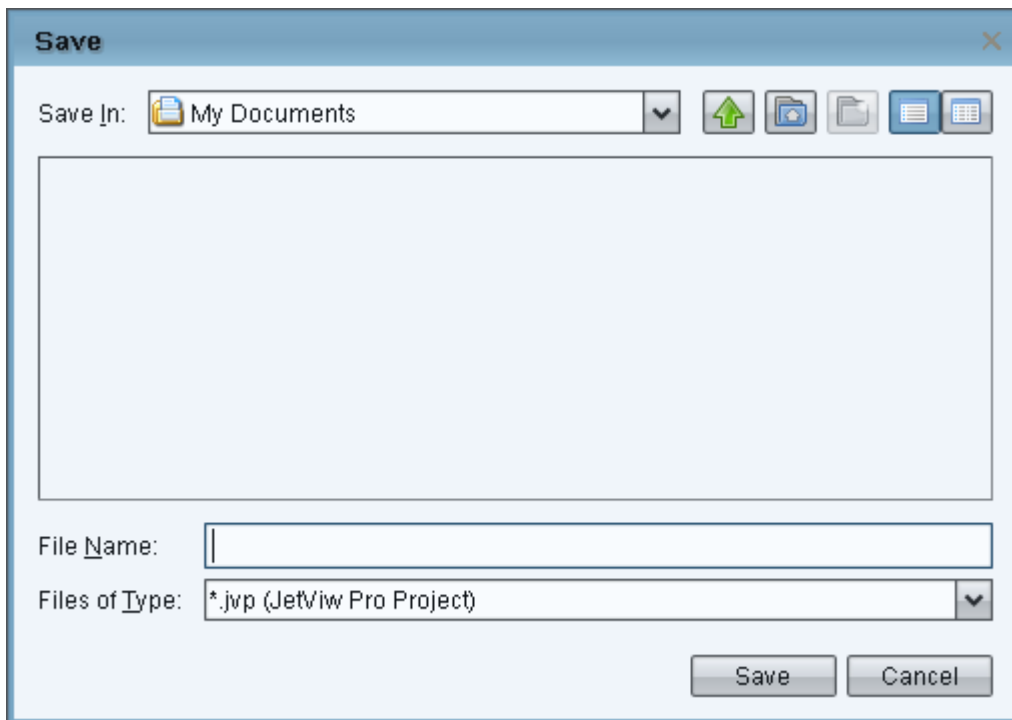 Save
Save In: My Documents
File Name:
Files of Type: *.jvp (JetViw Pro Project)
Save Cancel